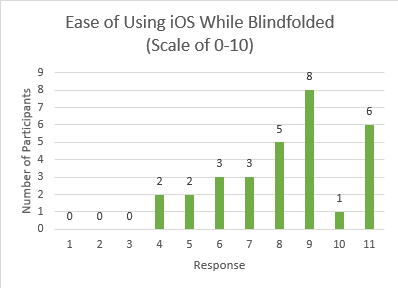 Ease of Using iOS While Blindfolded
(Scale of 0-10)
Number of Participants
9
8
7
6
5
4
3
2
1
0
0 0 0 2 2 3 3 5 8 1 6
1 2 3 4 5 6 7 8 9 10 11
Response